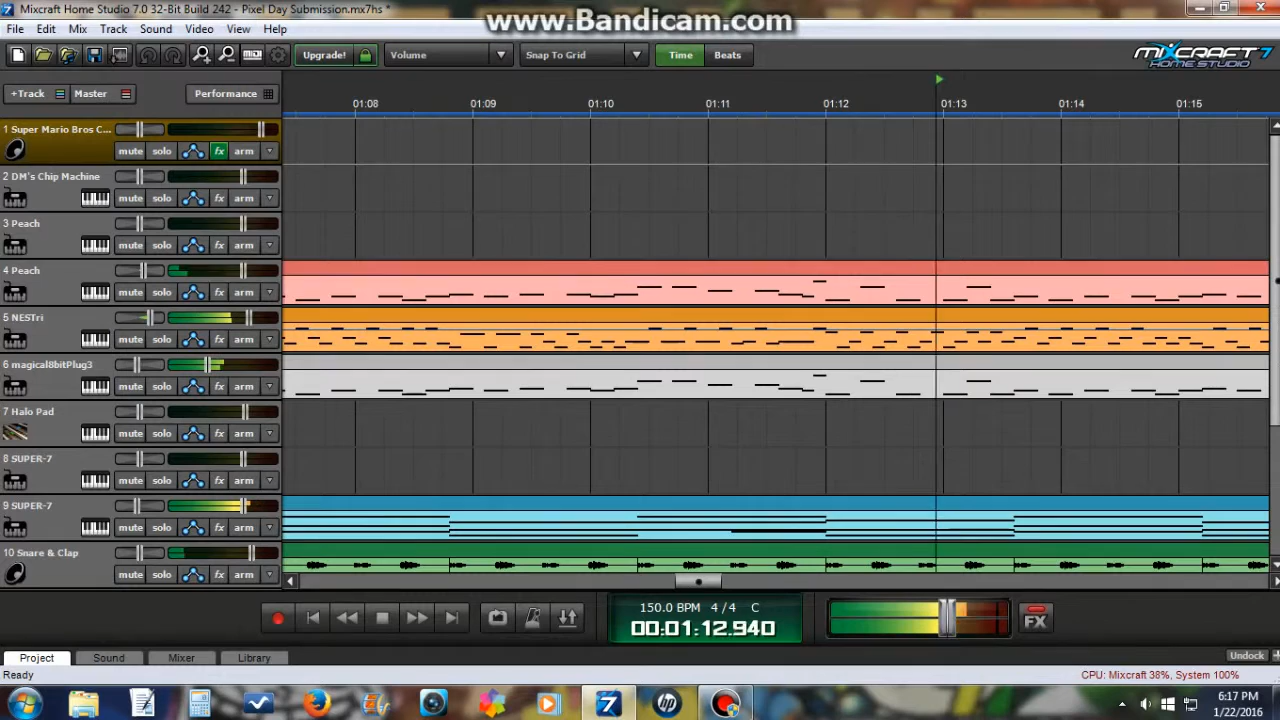 Mixcraft Home Studio 7.0 32-Bit Build 242 - Pixel Day Submission.mx7hs *
www.Bandicam.com
File Edit Mix Track Sound Video View Help
Upgrade! Volume Snap To Grid Time Beats
MIXCRAFT 7
HOME STUDIO
+Track Master Performance
01:08 01:09 01:10 01:11 01:12 01:13 01:14 01:15
1 Super Mario Bros C...
mute solo fx arm
2 DM's Chip Machine
mute solo fx arm
3 Peach
mute solo fx arm
4 Peach
mute solo fx arm
5 NESTri
mute solo fx arm
6 magical8bitPlug3
mute solo fx arm
7 Halo Pad
mute solo fx arm
8 SUPER-7
mute solo fx arm
9 SUPER-7
mute solo fx arm
10 Snare & Clap
mute solo fx arm
150.0 BPM 4/4 C
00:01:12.940
FX
Project Sound Mixer Library Undock
Ready CPU: Mixcraft 38%, System 100%
7 hp
6:17 PM
1/22/2016